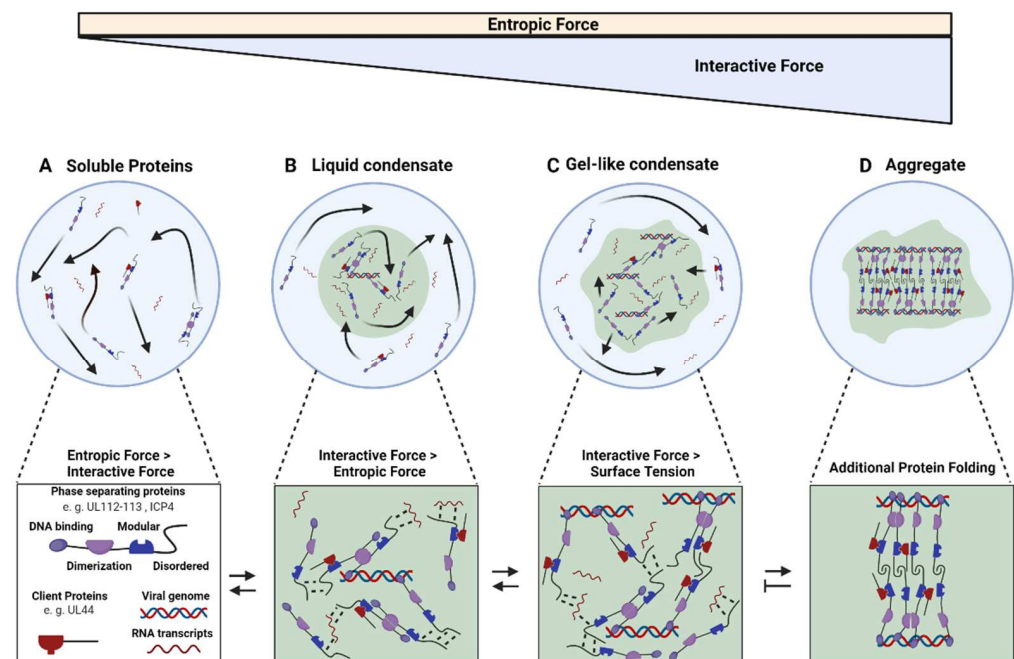 Entropic Force
Interactive Force
A Soluble Proteins
B Liquid condensate
C Gel-like condensate
D Aggregate
Entropic Force >
Interactive Force
Interactive Force >
Entropic Force
Interactive Force >
Surface Tension
Additional Protein Folding
Phase separating proteins
e. g. UL112-113 , ICP4
DNA binding
Modular
Dimerization
Disordered
Client Proteins
e. g. UL44
Viral genome
RNA transcripts